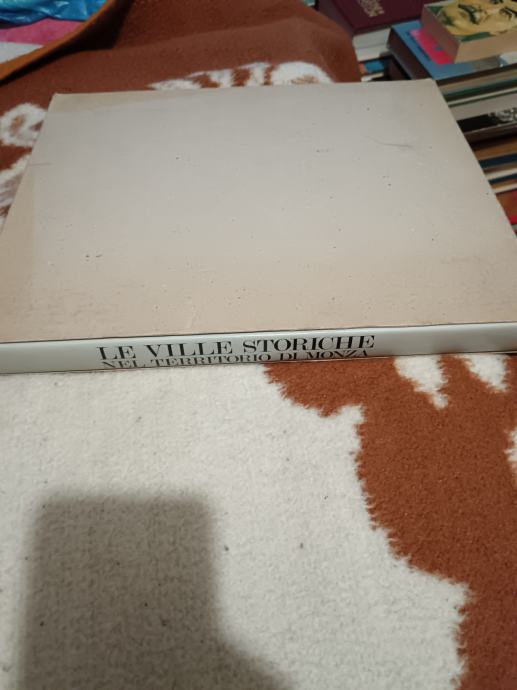 LE VILLE STORICHE
NEL TERRITORIO DI MONZA